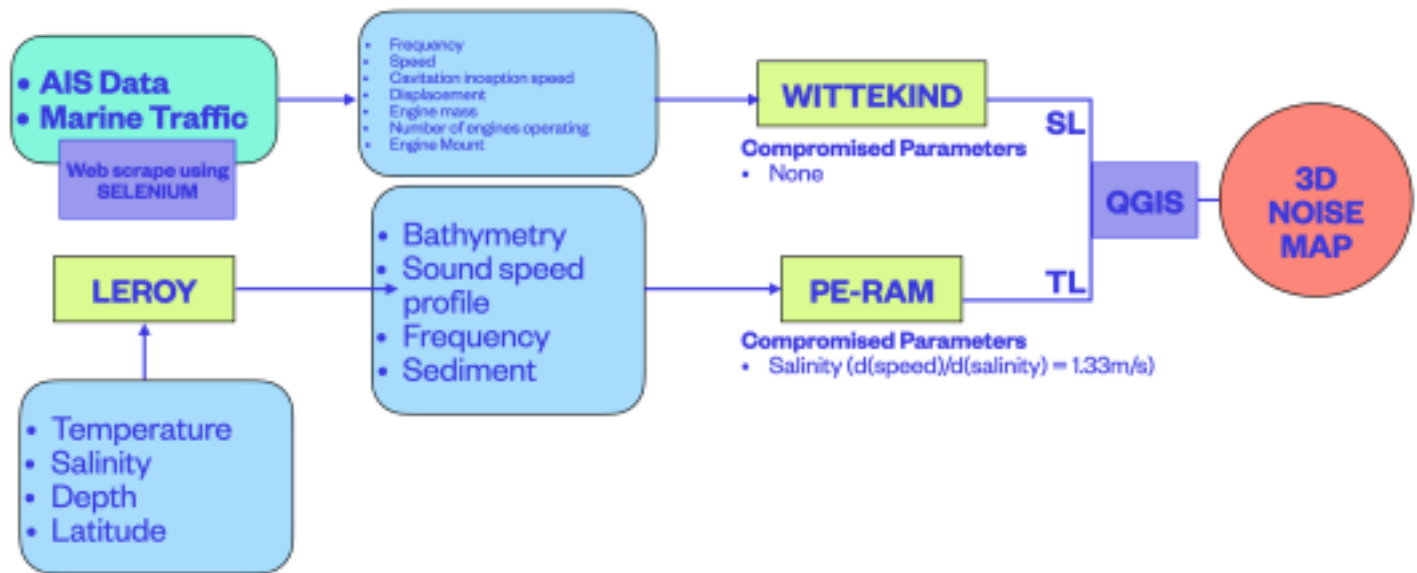 • AIS Data
• Marine Traffic
Web scrape using
SELENIUM
• Frequency
• Speed
• Cavitation inception speed
• Displacement
• Engine mass
• Number of engines operating
• Engine Mount
WITTEKIND
Compromised Parameters
• None
SL
LEROY
• Bathymetry
• Sound speed
profile
• Frequency
• Sediment
PE-RAM
Compromised Parameters
• Salinity (d(speed)/d(salinity) = 1.33m/s)
TL
QGIS
3D
NOISE
MAP
• Temperature
• Salinity
• Depth
• Latitude